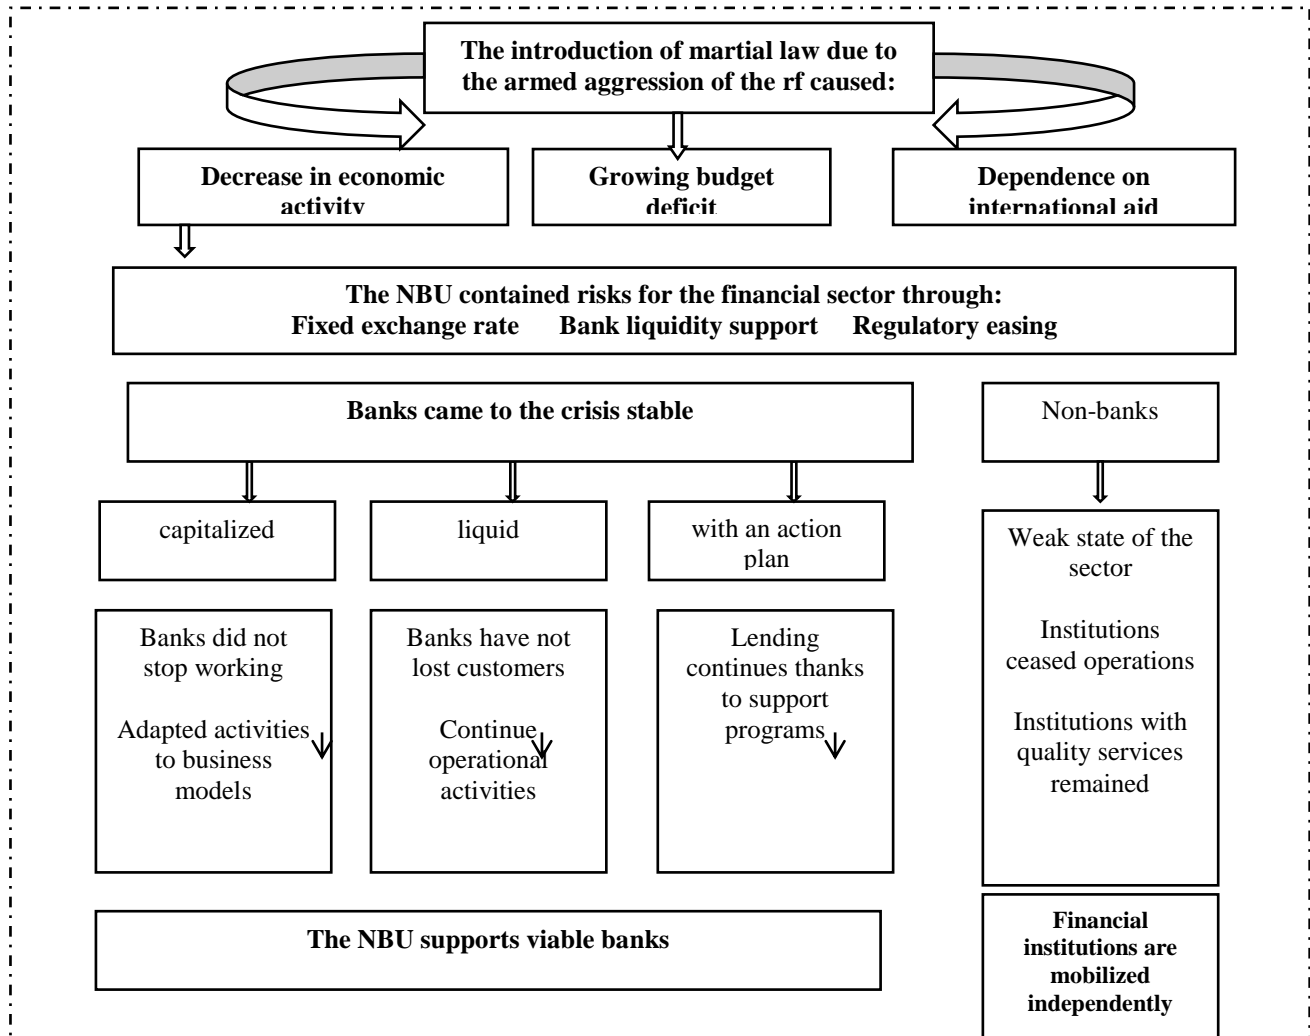 The introduction of martial law due to
the armed aggression of the rf caused:
Decrease in economic
activity
Growing budget
deficit
Dependence on
international aid
The NBU contained risks for the financial sector through:
Fixed exchange rate Bank liquidity support Regulatory easing
Banks came to the crisis stable
Non-banks
capitalized
liquid
with an action
plan
Banks did not
stop working
Adapted activities
to business
models
Banks have not
lost customers
Continue
operational
activities
Lending
continues thanks
to support
programs
Weak state of the
sector
Institutions
ceased operations
Institutions with
quality services
remained
The NBU supports viable banks
Financial
institutions are
mobilized
independently